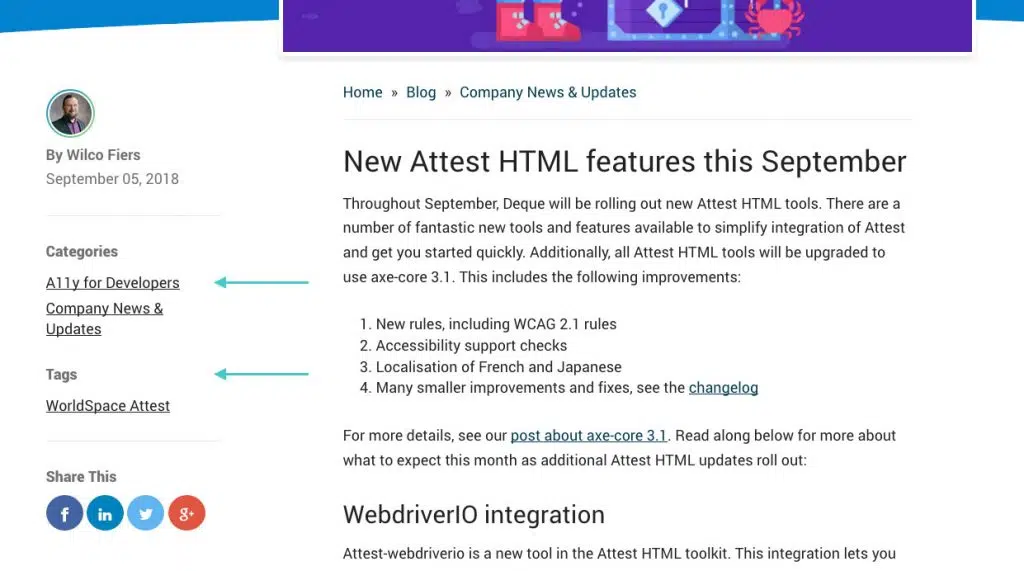 By Wilco Fiers
September 05, 2018
Categories
A11y for Developers
Company News &
Updates
Tags
WorldSpace Attest
Share This
f
in
g+
Home » Blog » Company News & Updates
New Attest HTML features this September
Throughout September, Deque will be rolling out new Attest HTML tools. There are a
number of fantastic new tools and features available to simplify integration of Attest
and get you started quickly. Additionally, all Attest HTML tools will be upgraded to
use axe-core 3.1. This includes the following improvements:
1. New rules, including WCAG 2.1 rules
2. Accessibility support checks
3. Localisation of French and Japanese
4. Many smaller improvements and fixes, see the changelog
For more details, see our post about axe-core 3.1. Read along below for more about
what to expect this month as additional Attest HTML updates roll out:
WebdriverIO integration
Attest-webdriverio is a new tool in the Attest HTML toolkit. This integration lets you